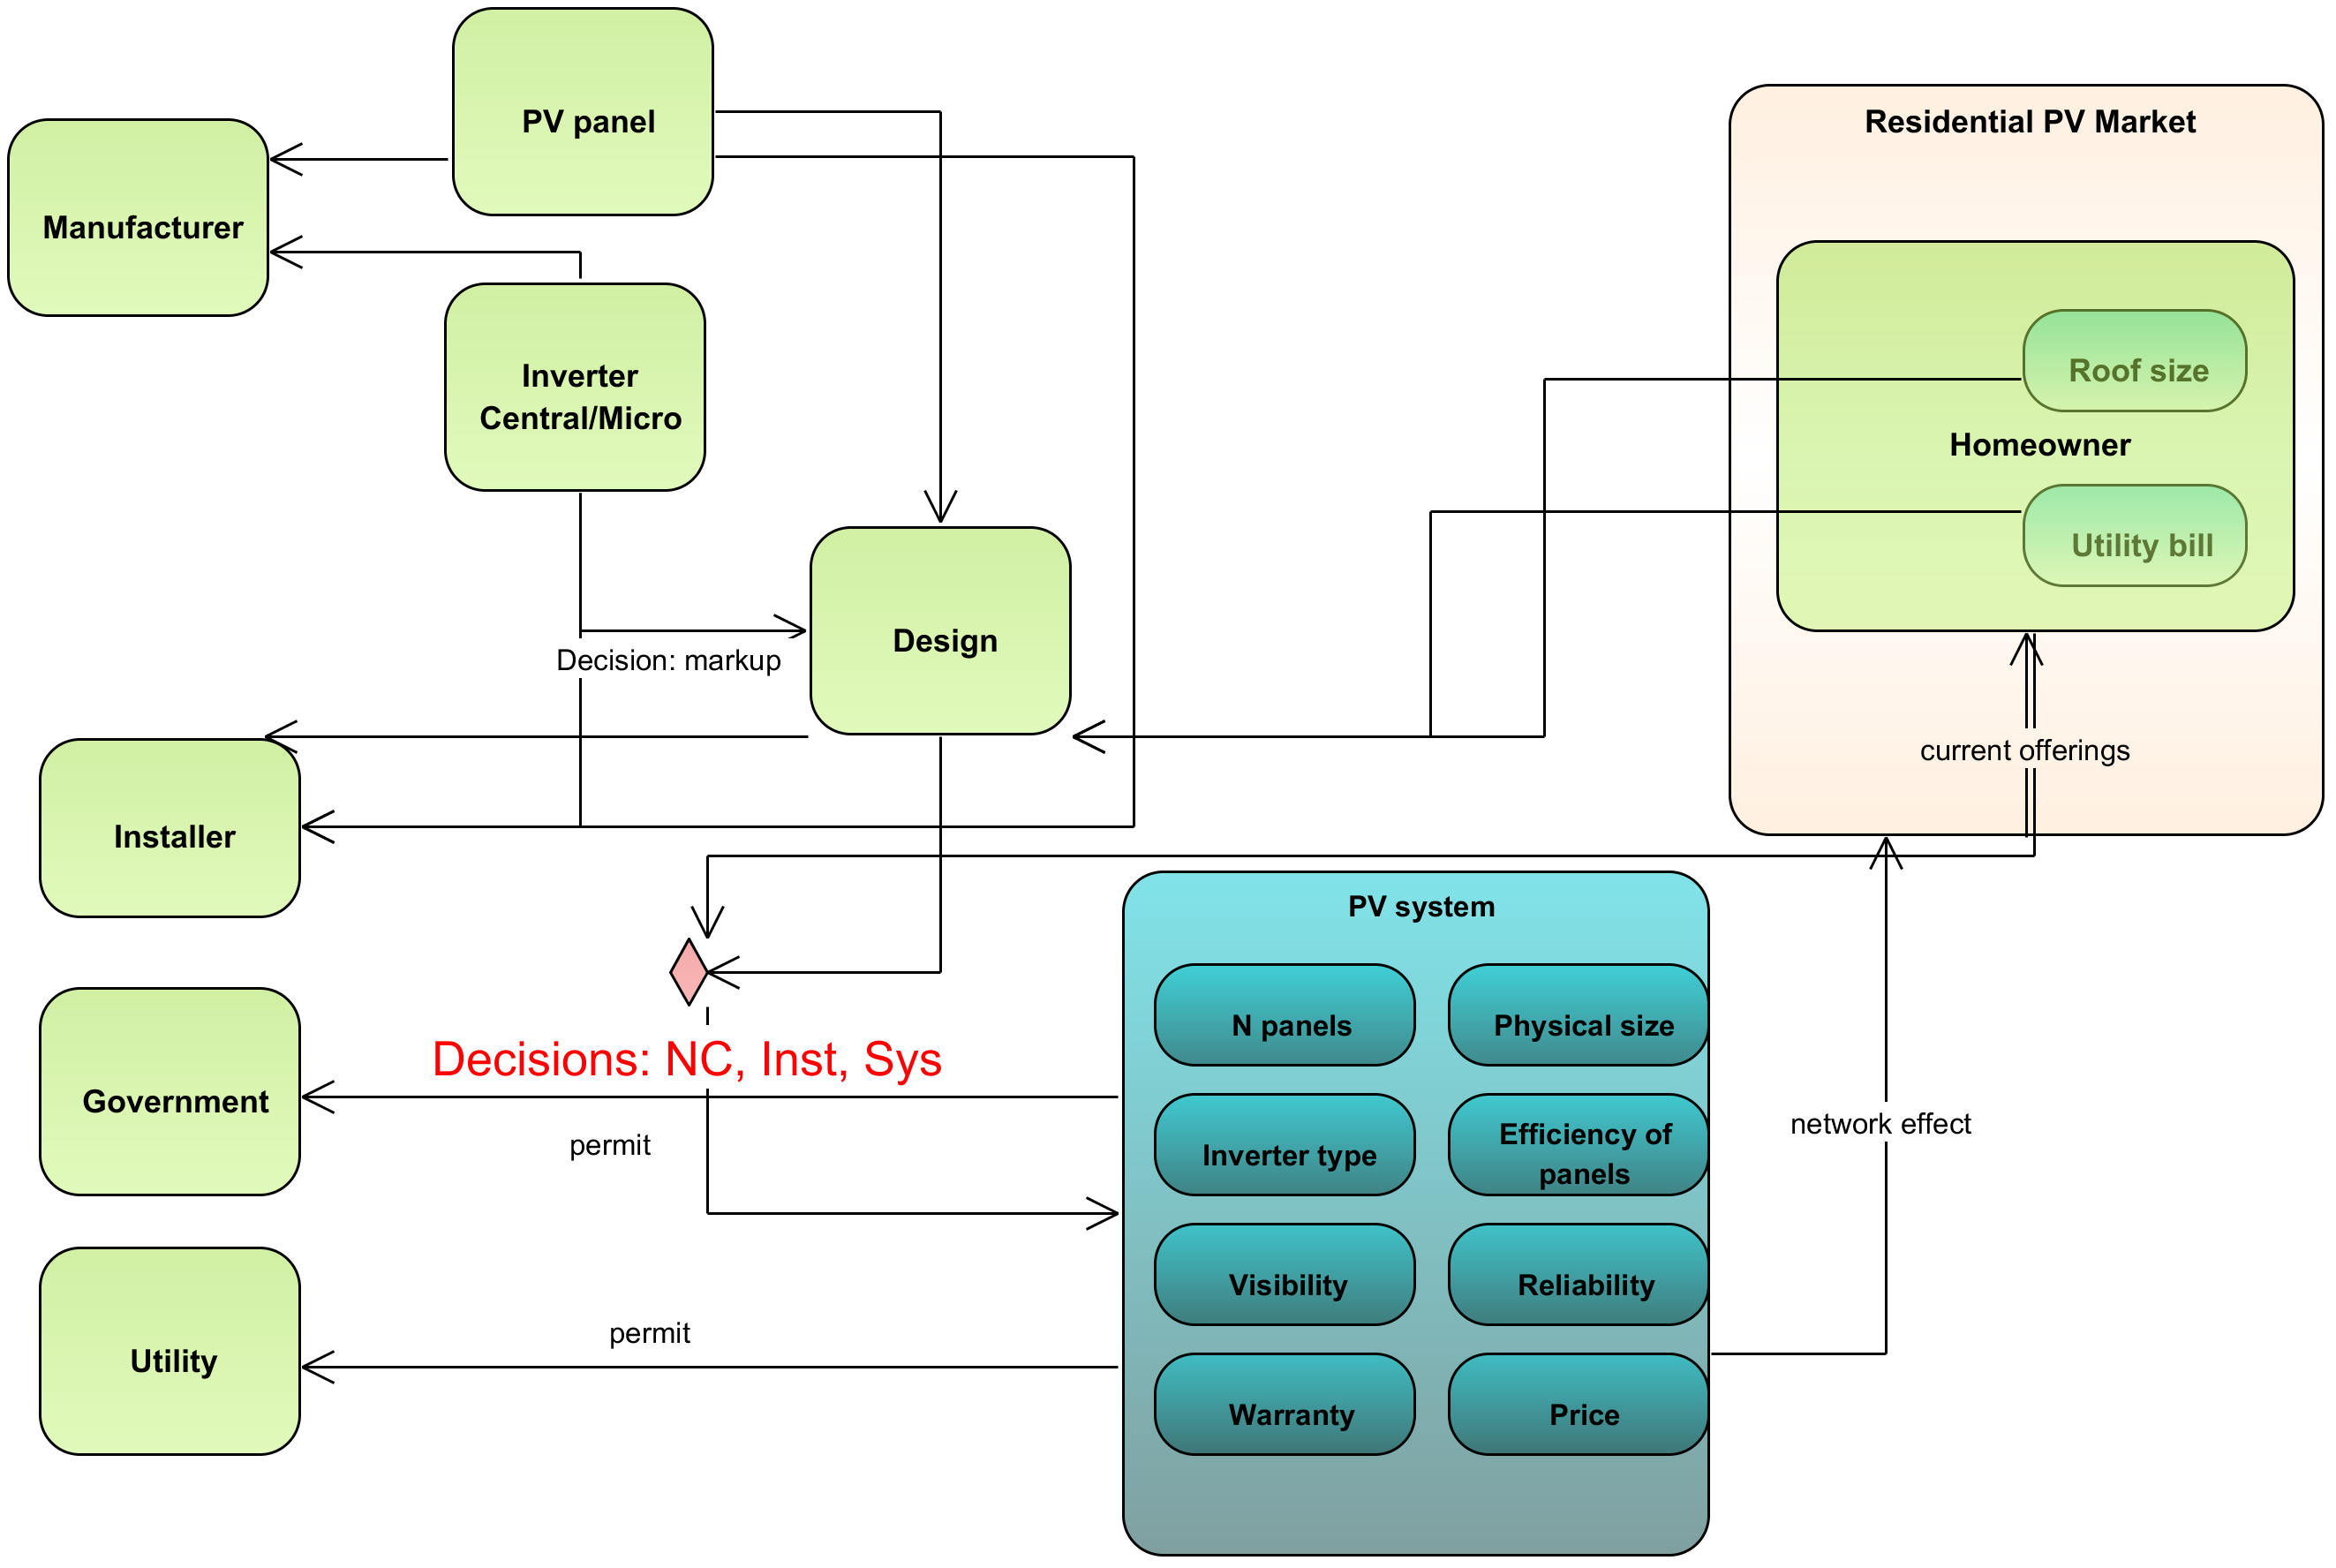 PV panel
Residential PV Market
Manufacturer
Roof size
Inverter
Central/Micro
Homeowner
Utility bill
Design
Decision: markup
current offerings
Installer
PV system
N panels
Physical size
Decisions: NC, Inst, Sys
Government
permit
Inverter type
Efficiency of
panels
network effect
Visibility
Reliability
permit
Utility
Warranty
Price